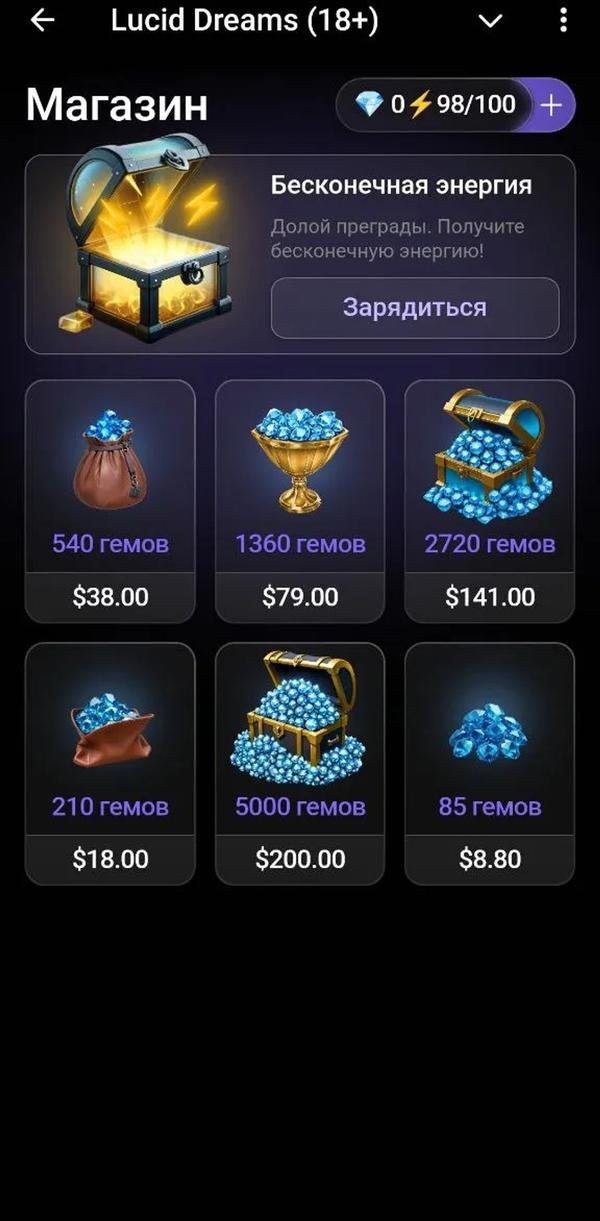 Lucid Dreams (18+)
Магазин
0 98/100 +
Бесконечная энергия
Долой преграды. Получите
бесконечную энергию!
Зарядиться
540 гемов
1360 гемов
2720 гемов
$38.00
$79.00
$141.00
210 гемов
5000 гемов
85 гемов
$18.00
$200.00
$8.80